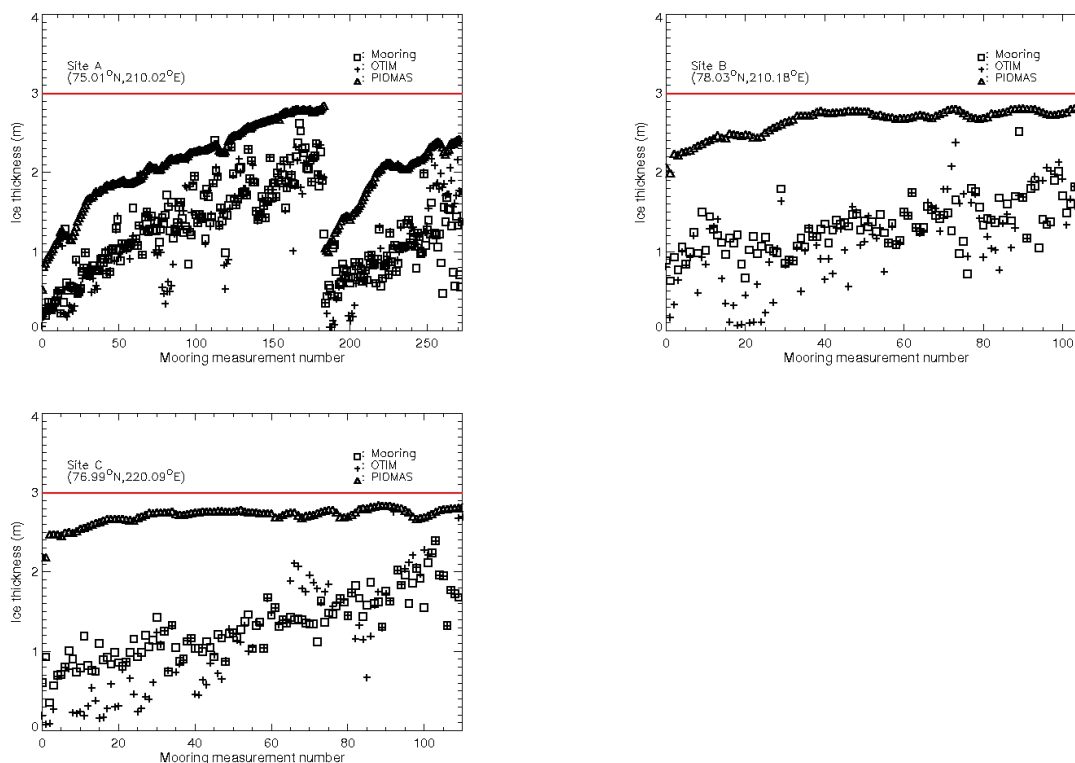 4
3
2
1
0
Ice thickness (m)
Site A
(75.01°N,210.02°E)
: Mooring
: OTIM
: PIOMAS
0 50 100 150 200 250
Mooring measurement number
4
3
2
1
0
Ice thickness (m)
Site B
(78.03°N,210.18°E)
: Mooring
: OTIM
: PIOMAS
0 20 40 60 80 100
Mooring measurement number
4
3
2
1
0
Ice thickness (m)
Site C
(76.99°N,220.09°E)
: Mooring
: OTIM
: PIOMAS
0 20 40 60 80 100
Mooring measurement number